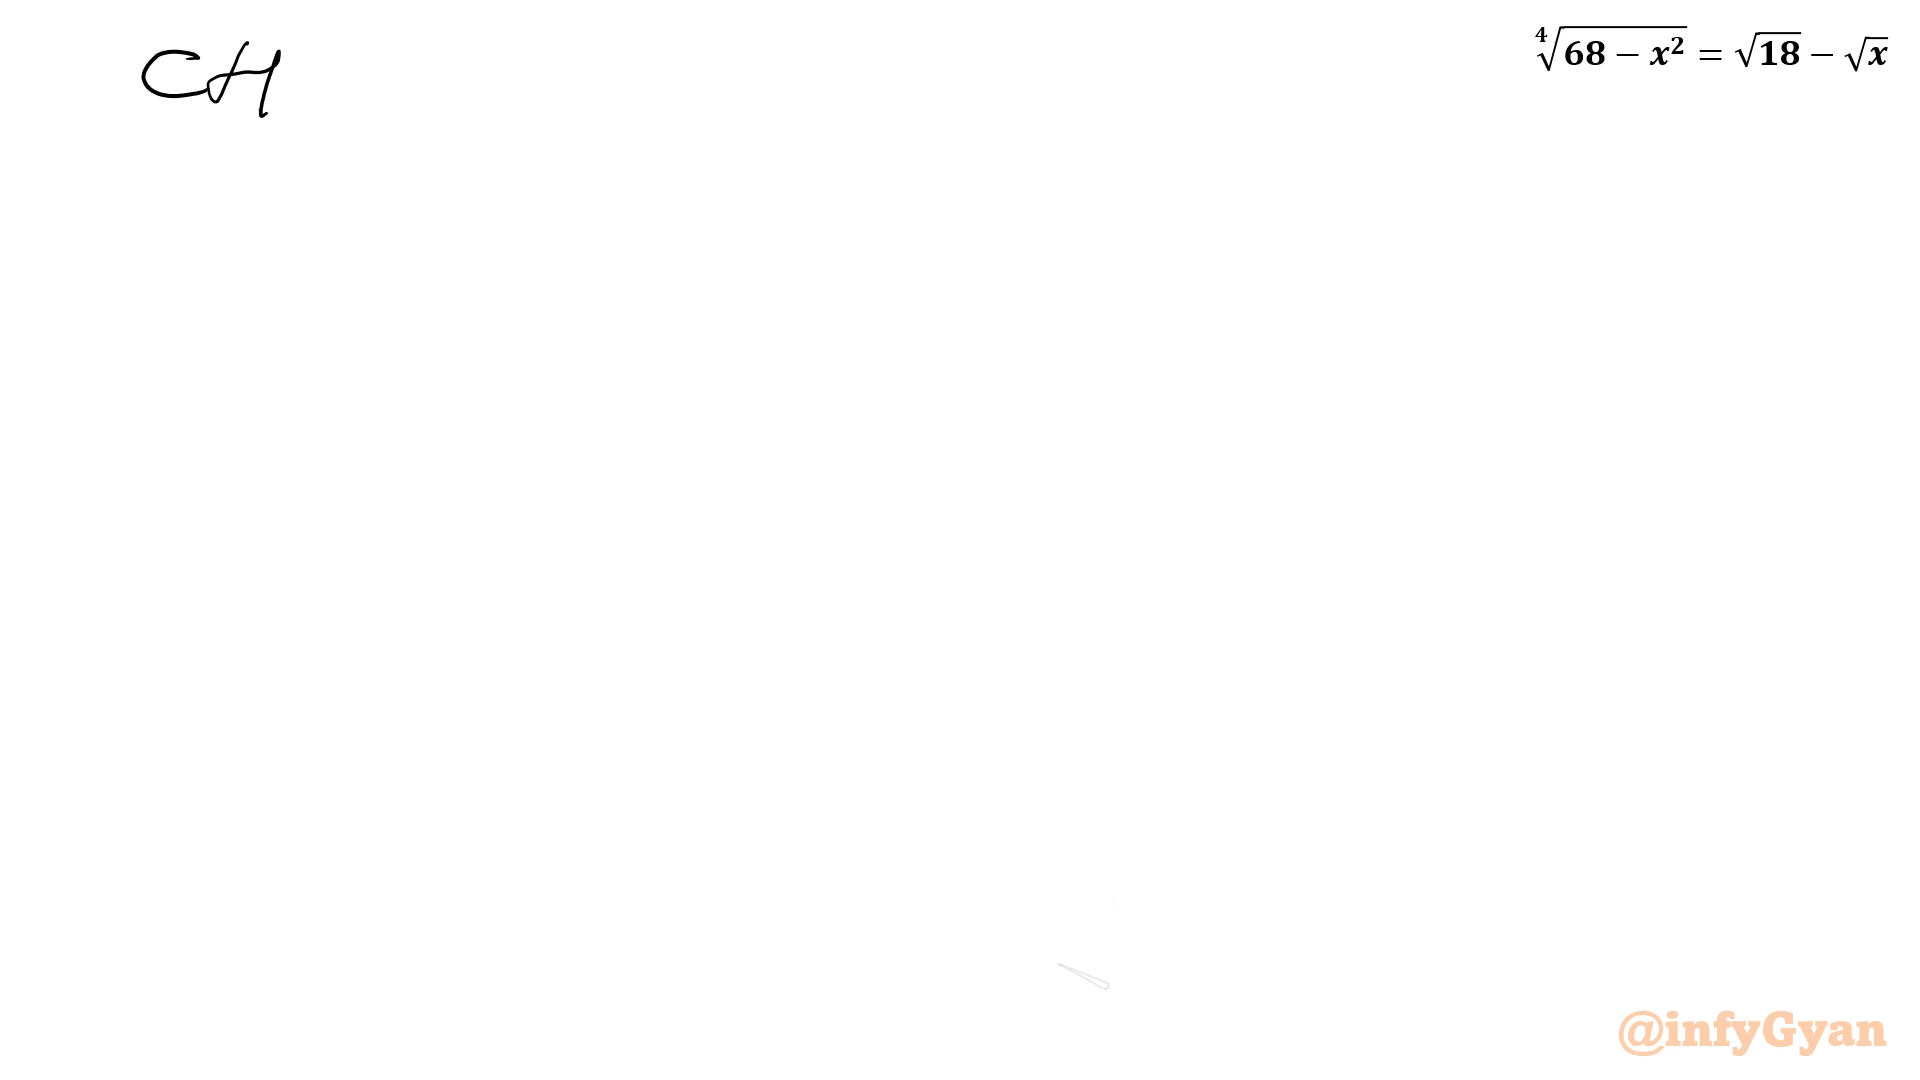 CH
∜(68 − x²) = √18 − √x
@infyGyan